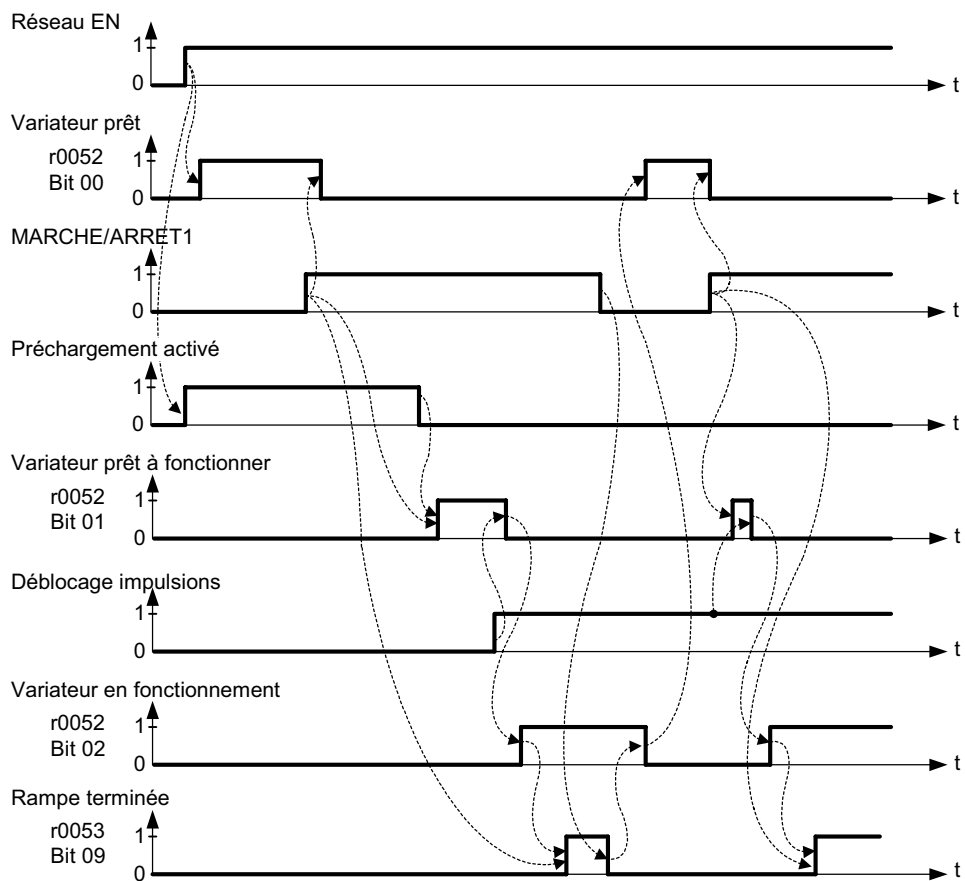 Réseau EN
1
0
t
Variateur prêt
r0052
Bit 00
1
0
t
MARCHE/ARRET1
1
0
t
Préchargement activé
1
0
t
Variateur prêt à fonctionner
r0052
Bit 01
1
0
t
Déblocage impulsions
1
0
t
Variateur en fonctionnement
r0052
Bit 02
1
0
t
Rampe terminée
r0053
Bit 09
1
0
t